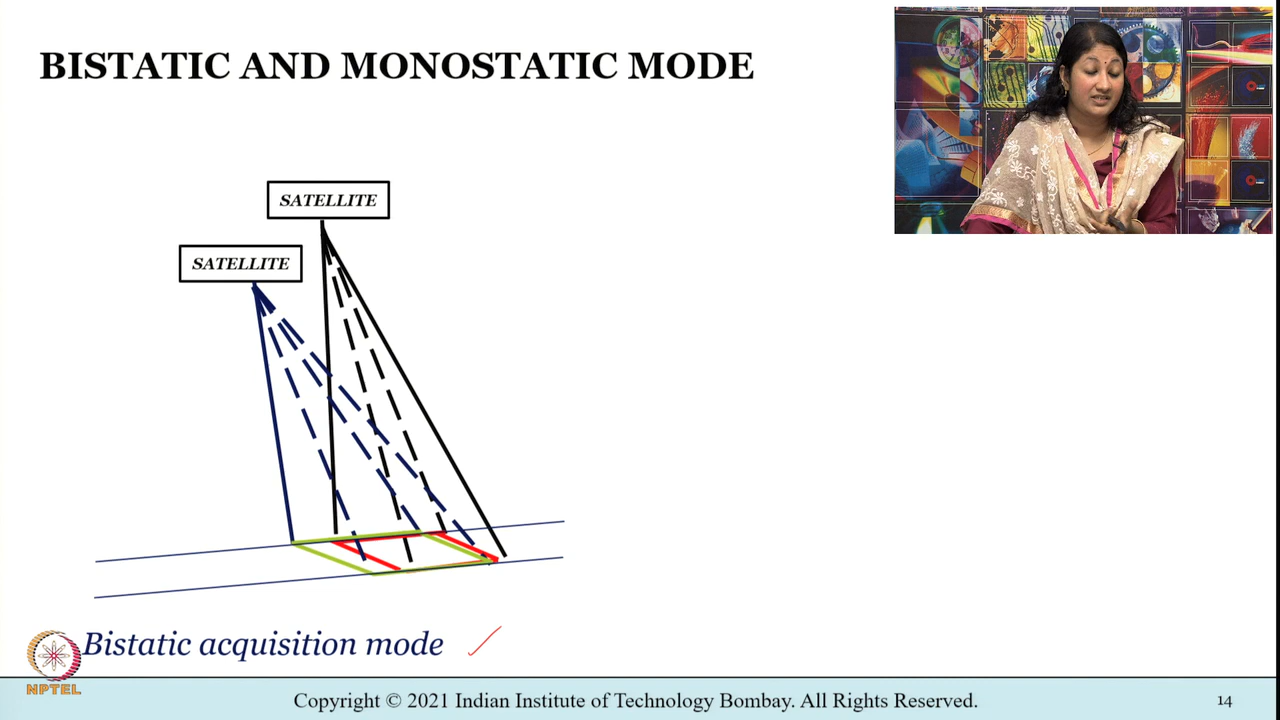 BISTATIC AND MONOSTATIC MODE
SATELLITE
SATELLITE
Bistatic acquisition mode
NPTEL
Copyright © 2021 Indian Institute of Technology Bombay. All Rights Reserved.
14